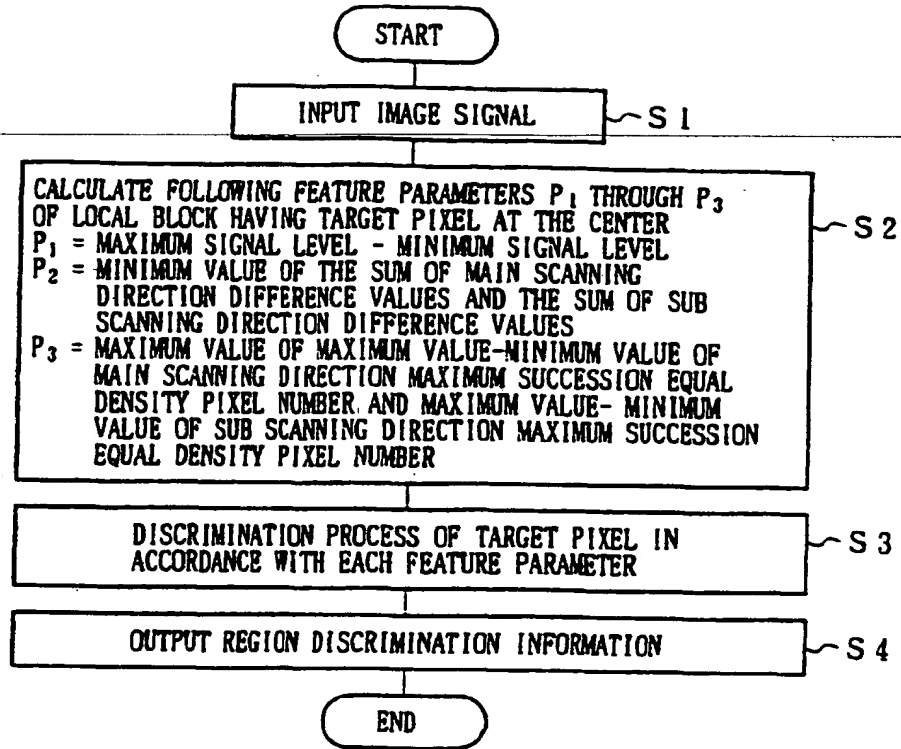 START
INPUT IMAGE SIGNAL
S1
CALCULATE FOLLOWING FEATURE PARAMETERS P1 THROUGH P3
OF LOCAL BLOCK HAVING TARGET PIXEL AT THE CENTER
P1 = MAXIMUM SIGNAL LEVEL - MINIMUM SIGNAL LEVEL
P2 = MINIMUM VALUE OF THE SUM OF MAIN SCANNING
DIRECTION DIFFERENCE VALUES AND THE SUM OF SUB
SCANNING DIRECTION DIFFERENCE VALUES
P3 = MAXIMUM VALUE OF MAXIMUM VALUE-MINIMUM VALUE OF
MAIN SCANNING DIRECTION MAXIMUM SUCCESSION EQUAL
DENSITY PIXEL NUMBER AND MAXIMUM VALUE- MINIMUM
VALUE OF SUB SCANNING DIRECTION MAXIMUM SUCCESSION
EQUAL DENSITY PIXEL NUMBER
S2
DISCRIMINATION PROCESS OF TARGET PIXEL IN
ACCORDANCE WITH EACH FEATURE PARAMETER
S3
OUTPUT REGION DISCRIMINATION INFORMATION
S4
END